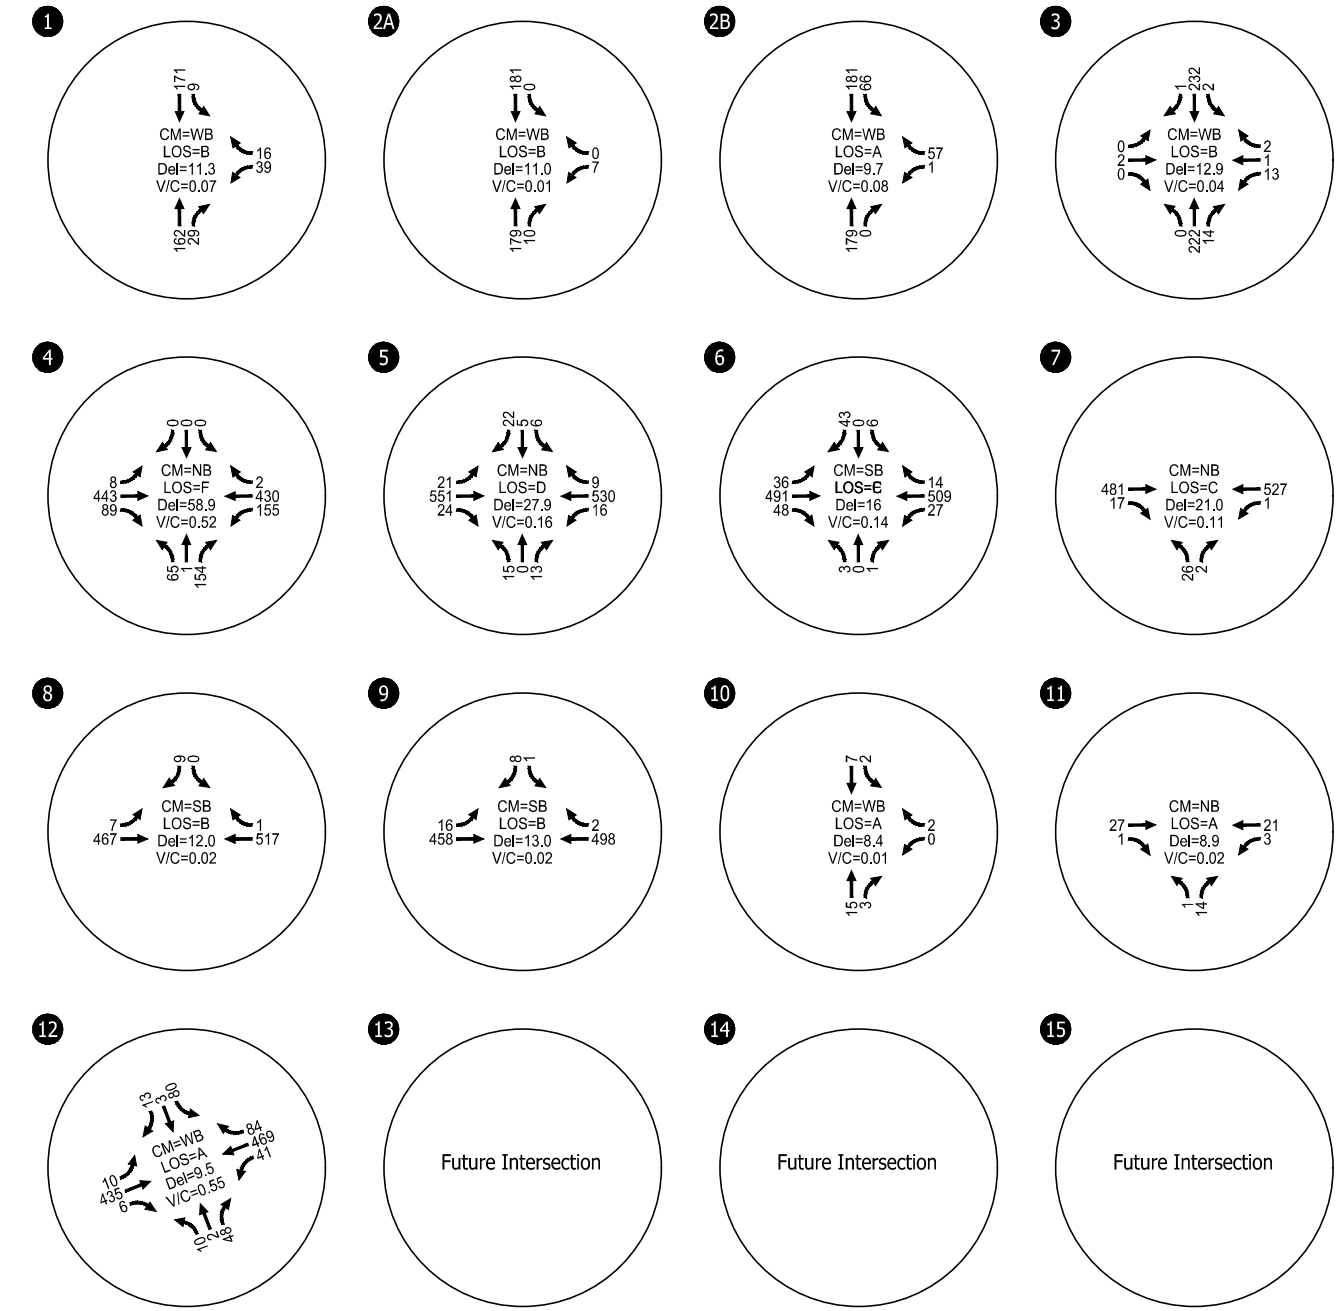 1
171
9
CM=WB
LOS=B
Del=11.3
V/C=0.07
16
39
162
29
2A
181
0
CM=WB
LOS=B
Del=11.0
V/C=0.01
0
7
179
10
2B
181
66
CM=WB
LOS=A
Del=9.7
V/C=0.08
57
1
179
0
3
1
232
2
0
2
0
CM=WB
LOS=B
Del=12.9
V/C=0.04
2
1
13
0
222
14
4
0
0
0
8
443
89
CM=NB
LOS=F
Del=58.9
V/C=0.52
2
430
155
65
1
154
5
22
5
6
21
551
24
CM=NB
LOS=D
Del=27.9
V/C=0.16
9
530
16
15
0
13
6
43
0
6
36
491
48
CM=SB
LOS=C
Del=16
V/C=0.14
14
509
27
3
0
1
7
481
17
CM=NB
LOS=C
Del=21.0
V/C=0.11
527
1
26
2
8
9
0
7
467
CM=SB
LOS=B
Del=12.0
V/C=0.02
1
517
9
8
1
16
458
CM=SB
LOS=B
Del=13.0
V/C=0.02
2
498
10
7
2
CM=WB
LOS=A
Del=8.4
V/C=0.01
2
0
15
3
11
27
1
CM=NB
LOS=A
Del=8.9
V/C=0.02
21
3
1
14
12
13
3
80
10
435
6
CM=WB
LOS=A
Del=9.5
V/C=0.55
84
469
41
10
2
48
13
Future Intersection
14
Future Intersection
15
Future Intersection